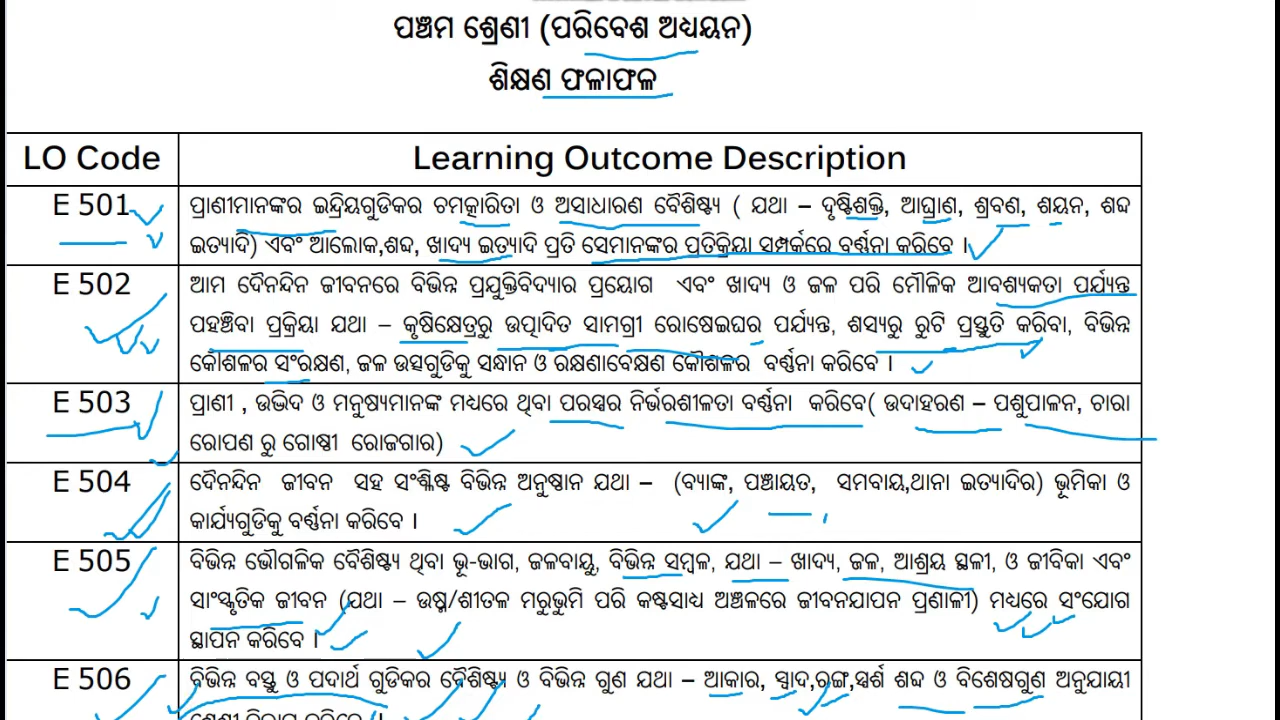 ପଞ୍ଚମ ଶ୍ରେଣୀ (ପରିବେଶ ଅଧ୍ୟୟନ)
ଶିକ୍ଷଣ ଫଳାଫଳ
LO Code Learning Outcome Description
E 501 ପ୍ରାଣୀମାନଙ୍କର ଇନ୍ଦ୍ରିୟଗୁଡିକର ଚମତ୍କାରିତା ଓ ଅସାଧାରଣ ବୈଶିଷ୍ଟ୍ୟ ( ଯଥା – ଦୃଷ୍ଟିଶକ୍ତି, ଆଘ୍ରାଣ, ଶ୍ରବଣ, ଶୟନ, ଶବ୍ଦ
ଇତ୍ୟାଦି) ଏବଂ ଆଲୋକ,ଶବ୍ଦ, ଖାଦ୍ୟ ଇତ୍ୟାଦି ପ୍ରତି ସେମାନଙ୍କର ପ୍ରତିକ୍ରିୟା ସମ୍ପର୍କରେ ବର୍ଣ୍ଣନା କରିବେ ।
E 502 ଆମ ଦୈନନ୍ଦିନ ଜୀବନରେ ବିଭିନ୍ନ ପ୍ରଯୁକ୍ତିବିଦ୍ୟାର ପ୍ରୟୋଗ ଏବଂ ଖାଦ୍ୟ ଓ ଜଳ ପରି ମୌଳିକ ଆବଶ୍ୟକତା ପର୍ଯ୍ୟନ୍ତ
ପହଞ୍ଚିବା ପ୍ରକ୍ରିୟା ଯଥା – କୃଷିକ୍ଷେତ୍ରରୁ ଉତ୍ପାଦିତ ସାମଗ୍ରୀ ରୋଷେଇଘର ପର୍ଯ୍ୟନ୍ତ, ଶସ୍ୟରୁ ରୁଟି ପ୍ରସ୍ତୁତି କରିବା, ବିଭିନ୍ନ
କୌଶଳର ସଂରକ୍ଷଣ, ଜଳ ଉତ୍ସଗୁଡିକୁ ସନ୍ଧାନ ଓ ରକ୍ଷଣାବେକ୍ଷଣ କୌଶଳର ବର୍ଣ୍ଣନା କରିବେ ।
E 503 ପ୍ରାଣୀ , ଉଦ୍ଭିଦ ଓ ମନୁଷ୍ୟମାନଙ୍କ ମଧ୍ୟରେ ଥିବା ପରସ୍ପର ନିର୍ଭରଶୀଳତା ବର୍ଣ୍ଣନା କରିବେ( ଉଦାହରଣ – ପଶୁପାଳନ, ଚାରା
ରୋପଣ ରୁ ଗୋଷ୍ଠୀ ରୋଜଗାର)
E 504 ଦୈନନ୍ଦିନ ଜୀବନ ସହ ସଂଶ୍ଳିଷ୍ଟ ବିଭିନ୍ନ ଅନୁଷ୍ଠାନ ଯଥା – (ବ୍ୟାଙ୍କ, ପଞ୍ଚାୟତ, ସମବାୟ,ଥାନା ଇତ୍ୟାଦିର) ଭୂମିକା ଓ
କାର୍ଯ୍ୟଗୁଡିକୁ ବର୍ଣ୍ଣନା କରିବେ ।
E 505 ବିଭିନ୍ନ ଭୌଗଳିକ ବୈଶିଷ୍ଟ୍ୟ ଥିବା ଭୂ-ଭାଗ, ଜଳବାୟୁ, ବିଭିନ୍ନ ସମ୍ବଳ, ଯଥା – ଖାଦ୍ୟ, ଜଳ, ଆଶ୍ରୟ ସ୍ଥଳୀ, ଓ ଜୀବିକା ଏବଂ
ସାଂସ୍କୃତିକ ଜୀବନ (ଯଥା – ଉଷ୍ମ/ଶୀତଳ ମରୁଭୂମି ପରି କଷ୍ଟସାଧ୍ୟ ଅଞ୍ଚଳରେ ଜୀବନଯାପନ ପ୍ରଣାଳୀ) ମଧ୍ୟରେ ସଂଯୋଗ
ସ୍ଥାପନ କରିବେ ।
E 506 ବିଭିନ୍ନ ବସ୍ତୁ ଓ ପଦାର୍ଥ ଗୁଡିକର ବୈଶିଷ୍ଟ୍ୟ ଓ ବିଭିନ୍ନ ଗୁଣ ଯଥା – ଆକାର, ସ୍ୱାଦ,ରଙ୍ଗ,ସ୍ପର୍ଶ ଶବ୍ଦ ଓ ବିଶେଷଗୁଣ ଅନୁଯାୟୀ